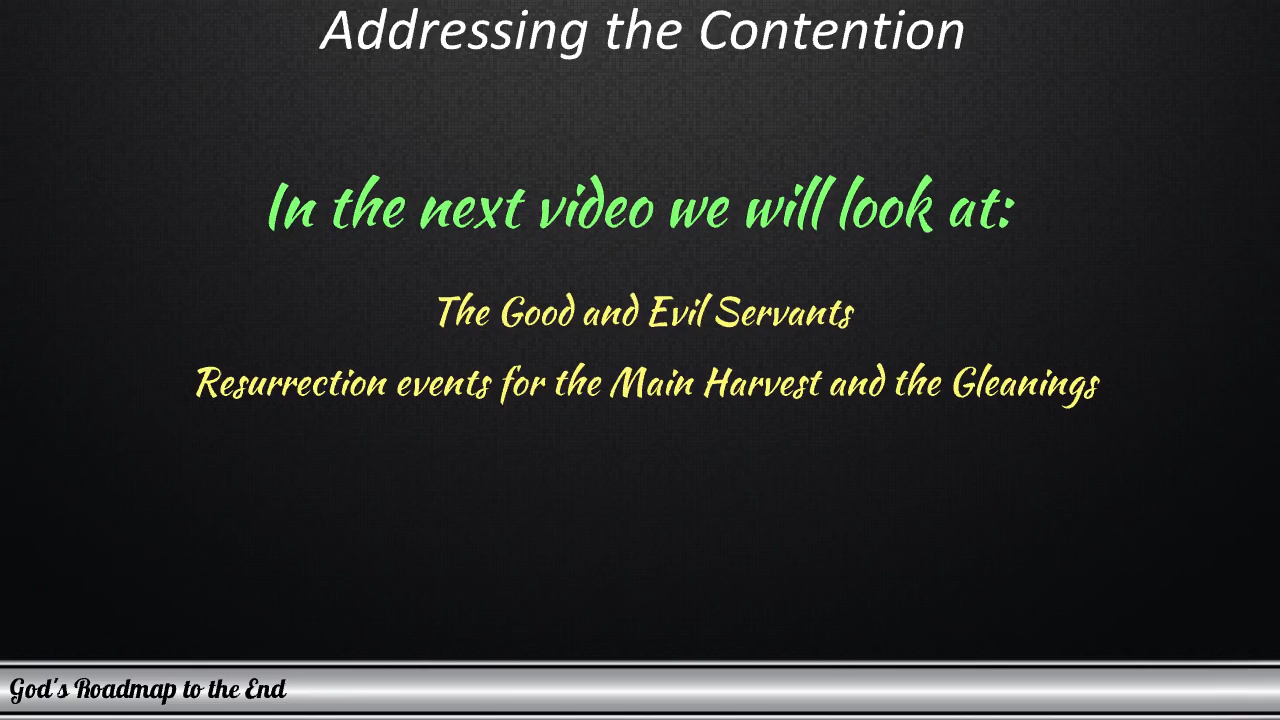 Addressing the Contention
In the next video we will look at:
The Good and Evil Servants
Resurrection events for the Main Harvest and the Gleanings
God's Roadmap to the End